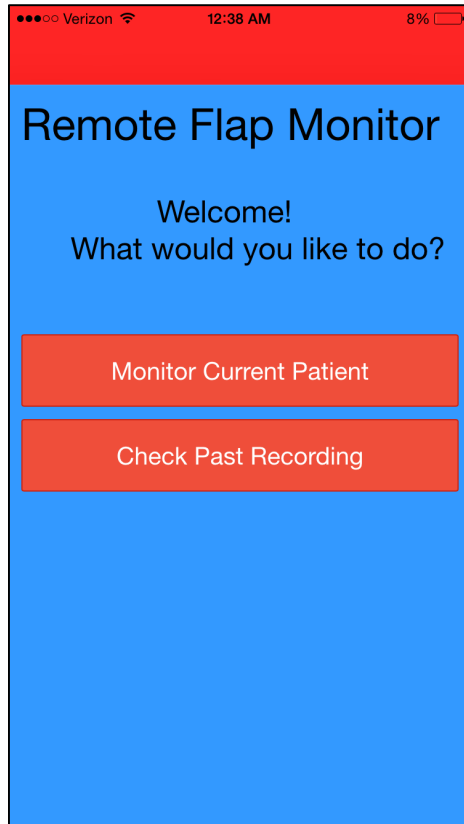 Verizon 12:38 AM 8%
Remote Flap Monitor
Welcome!
What would you like to do?
Monitor Current Patient
Check Past Recording